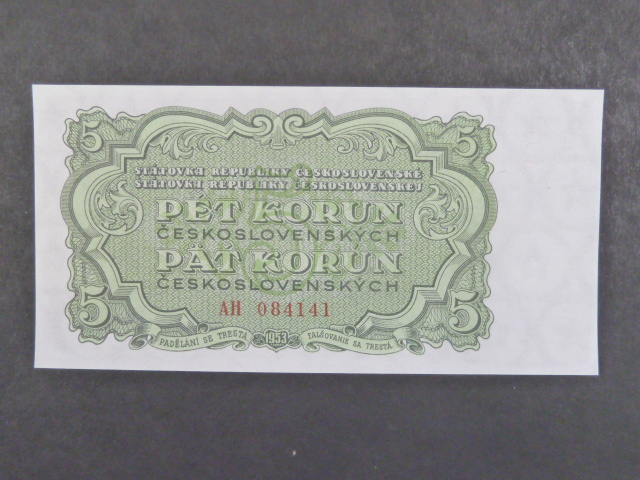 5 5
STÁTOVKA REPUBLIKY ČESKOSLOVENSKÉ
ŠTÁTOVKA REPUBLIKY ČESKOSLOVENSKEJ
PĚT KORUN
ČESKOSLOVENSKÝCH
PÄŤ KORUN
ČESKOSLOVENSKÝCH
AH 084141
5 5
PADĚLÁNÍ SE TRESTÁ 1953 FALŠOVANIE SA TRESTÁ